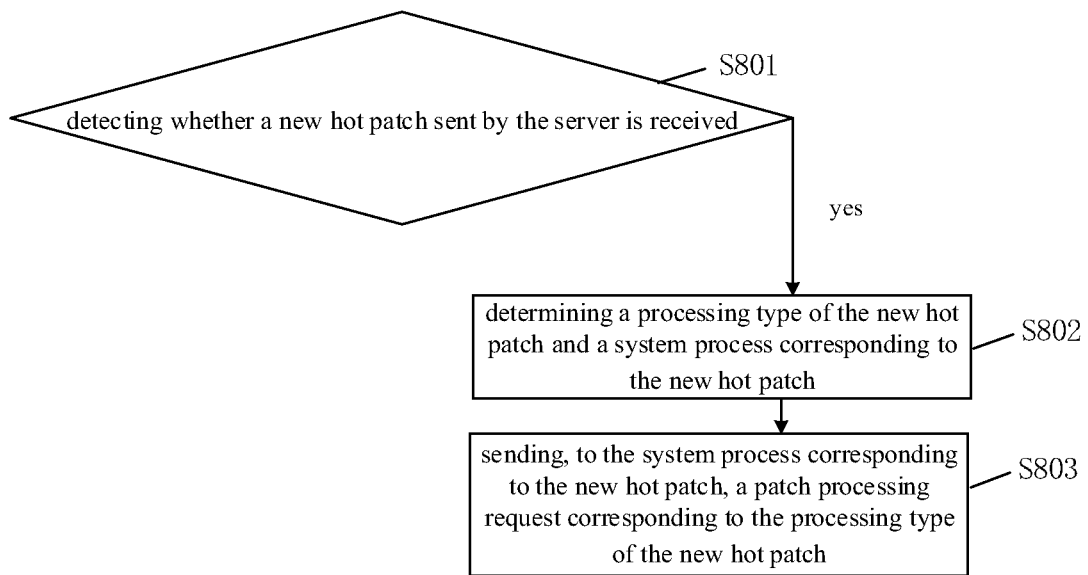 S801
detecting whether a new hot patch sent by the server is received
yes
determining a processing type of the new hot
patch and a system process corresponding to
the new hot patch
S802
sending, to the system process corresponding
to the new hot patch, a patch processing
request corresponding to the processing type
of the new hot patch
S803